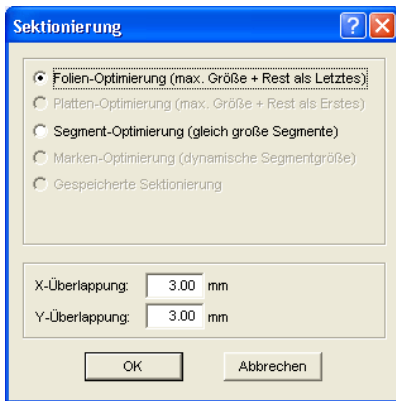 Sektionierung
Folien-Optimierung (max. Größe + Rest als Letztes)
Platten-Optimierung (max. Größe + Rest als Erstes)
Segment-Optimierung (gleich große Segmente)
Marken-Optimierung (dynamische Segmentgröße)
Gespeicherte Sektionierung
X-Überlappung: 3.00 mm
Y-Überlappung: 3.00 mm
OK Abbrechen